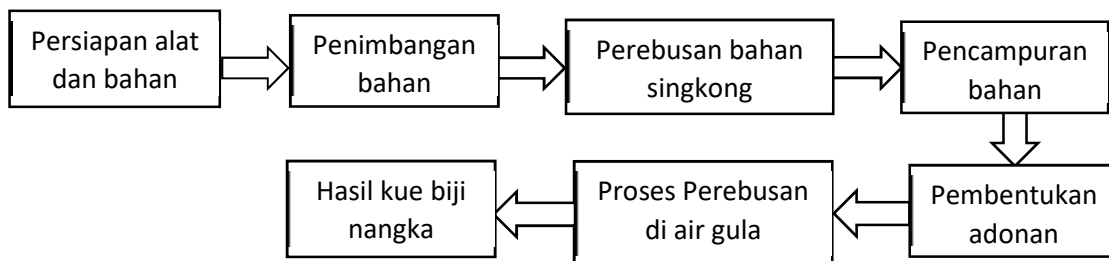 Persiapan alat
dan bahan
Penimbangan
bahan
Perebusan bahan
singkong
Pencampuran
bahan
Pembentukan
adonan
Proses Perebusan
di air gula
Hasil kue biji
nangka